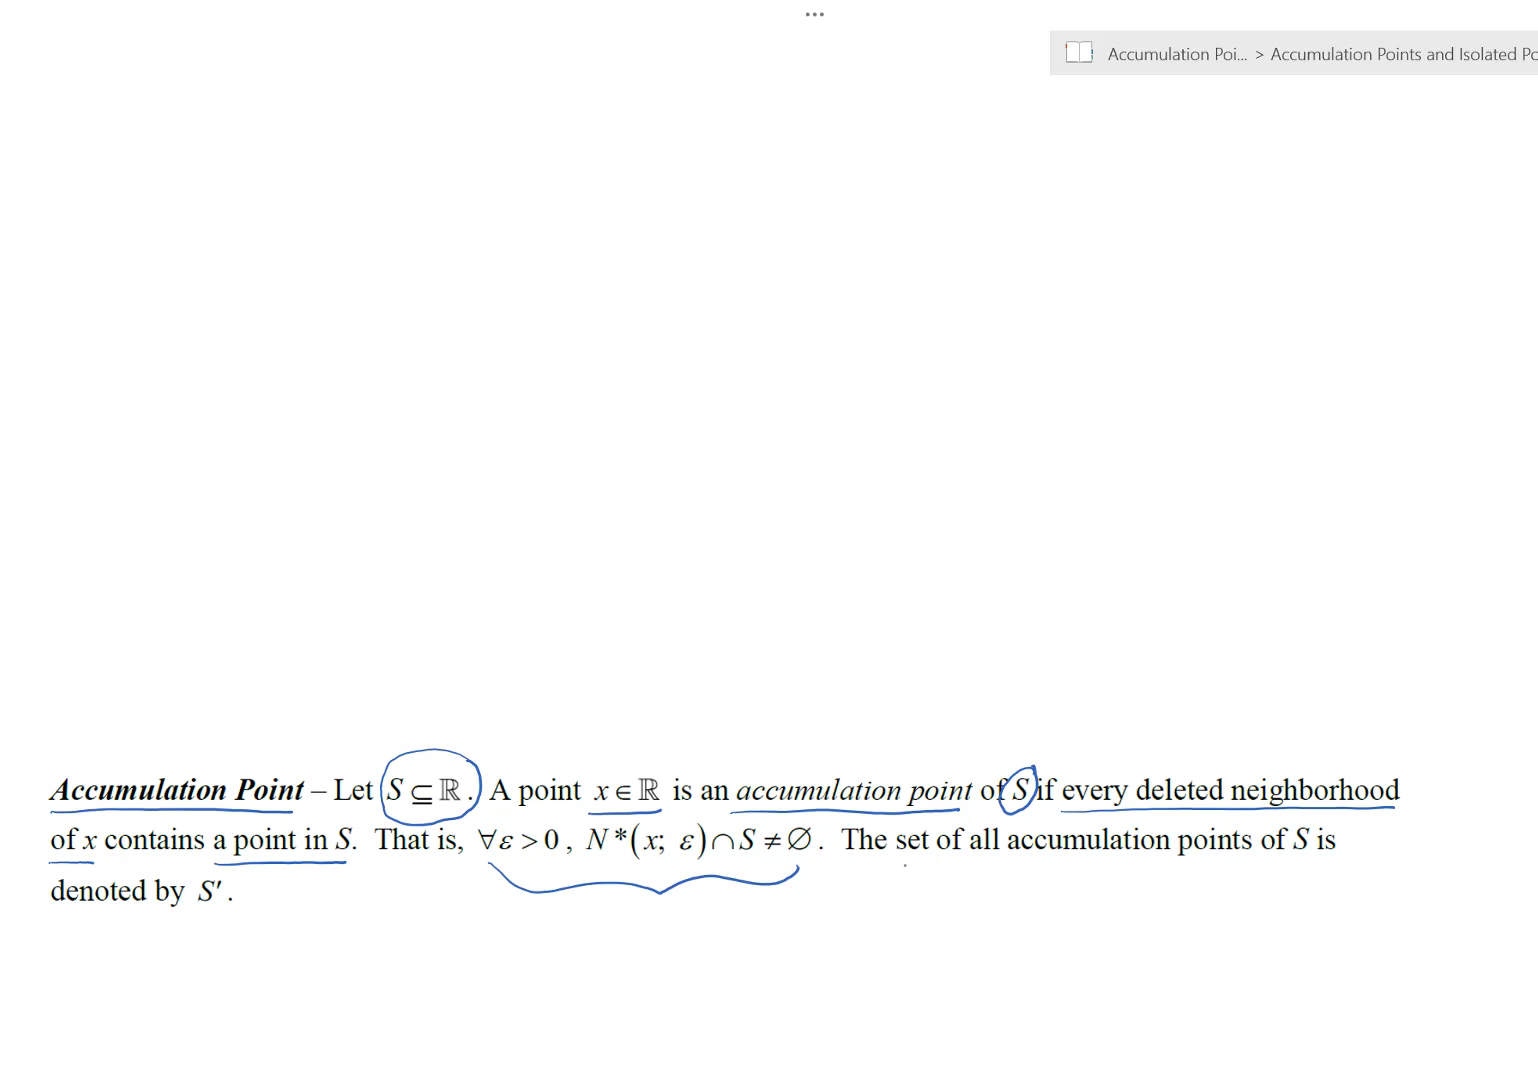 ...
Accumulation Poi... > Accumulation Points and Isolated Po
Accumulation Point – Let S ⊆ ℝ. A point x ∈ ℝ is an accumulation point of S if every deleted neighborhood
of x contains a point in S. That is, ∀ε > 0, N*(x; ε) ∩ S ≠ ∅. The set of all accumulation points of S is
denoted by S′.